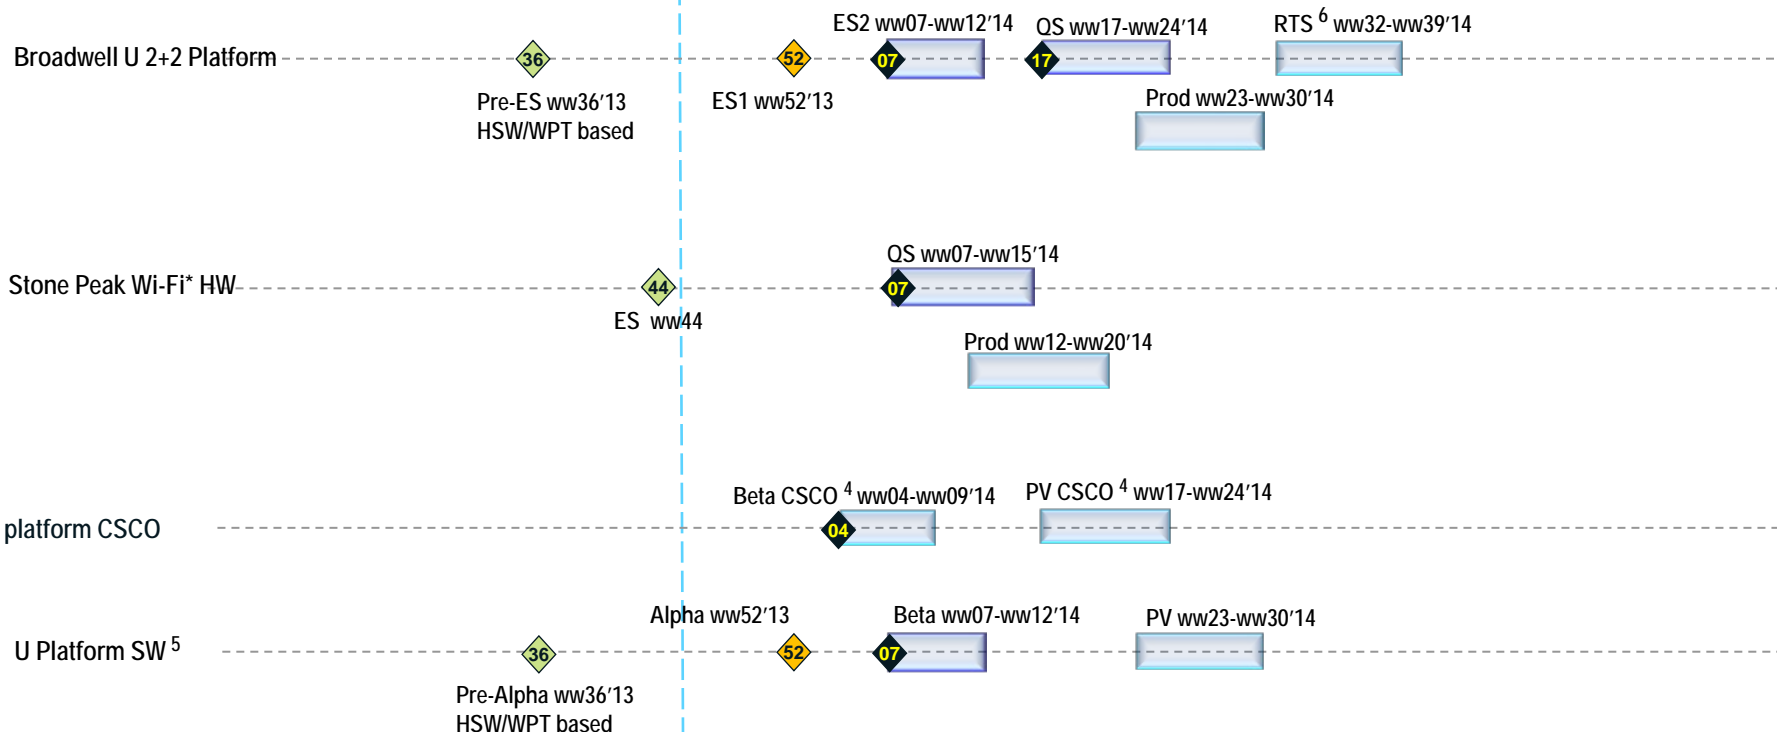 ES2 ww07-ww12'14
QS ww17-ww24'14
RTS 6 ww32-ww39'14
Broadwell U 2+2 Platform
36
52
07
17
Pre-ES ww36'13
HSW/WPT based
ES1 ww52'13
Prod ww23-ww30'14
QS ww07-ww15'14
Stone Peak Wi-Fi* HW
44
07
ES ww44
Prod ww12-ww20'14
Beta CSCO 4 ww04-ww09'14
PV CSCO 4 ww17-ww24'14
platform CSCO
04
Alpha ww52'13
Beta ww07-ww12'14
PV ww23-ww30'14
U Platform SW 5
36
52
07
Pre-Alpha ww36'13
HSW/WPT based